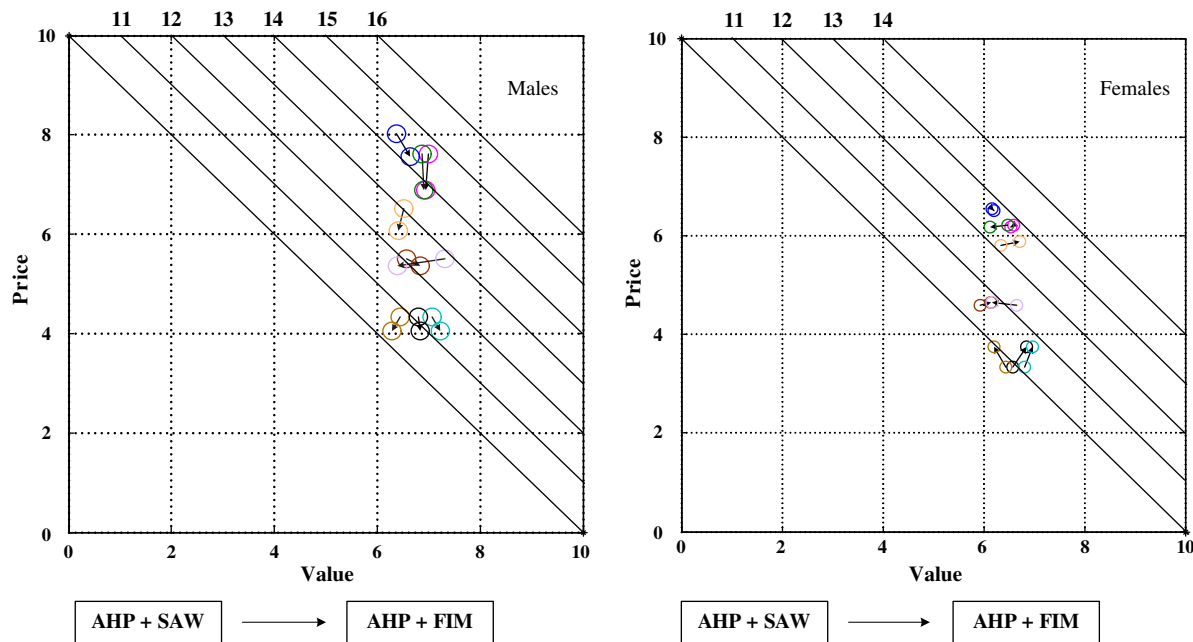 11 12 13 14 15 16
10
8
6
4
2
0
Price
Males
0 2 4 6 8 10
Value
AHP + SAW AHP + FIM
11 12 13 14
10
8
6
4
2
0
Price
Females
0 2 4 6 8 10
Value
AHP + SAW AHP + FIM